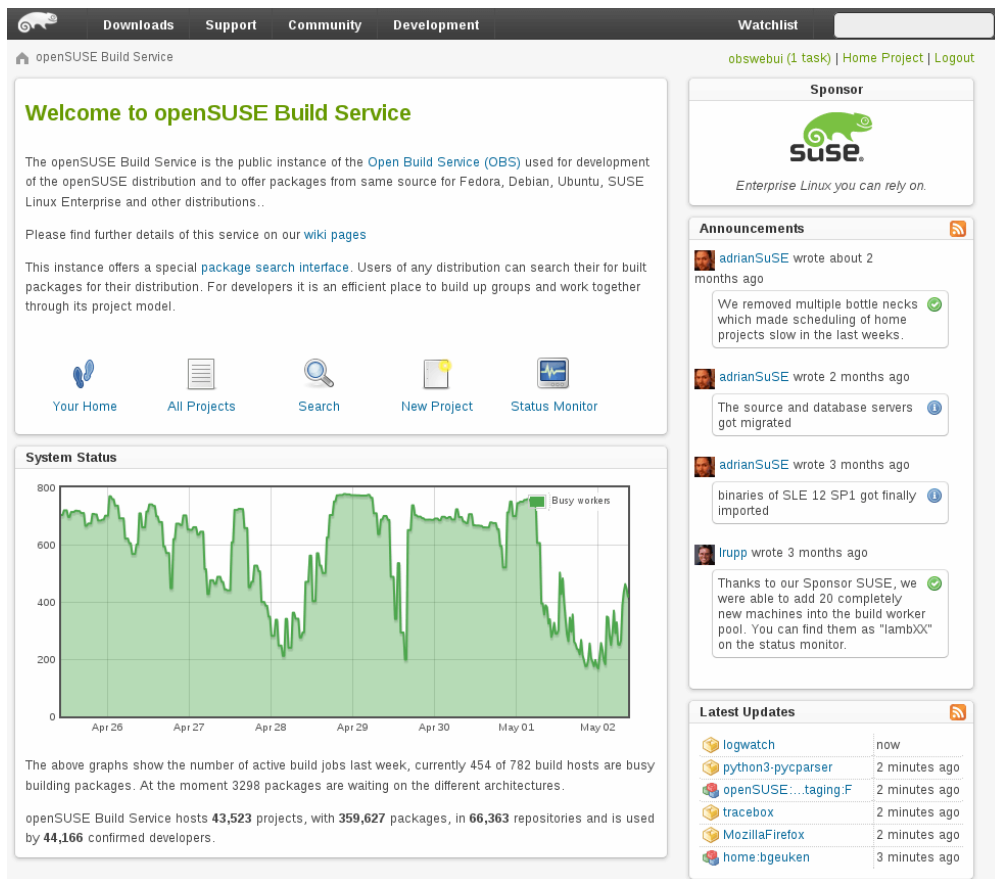 Downloads Support Community Development Watchlist
openSUSE Build Service
obswebui (1 task) | Home Project | Logout
Welcome to openSUSE Build Service
The openSUSE Build Service is the public instance of the Open Build Service (OBS) used for development
of the openSUSE distribution and to offer packages from same source for Fedora, Debian, Ubuntu, SUSE
Linux Enterprise and other distributions..
Please find further details of this service on our wiki pages
This instance offers a special package search interface. Users of any distribution can search their for built
packages for their distribution. For developers it is an efficient place to build up groups and work together
through its project model.
Your Home All Projects Search New Project Status Monitor
System Status
Busy workers
800
600
400
200
0
Apr 26 Apr 27 Apr 28 Apr 29 Apr 30 May 01 May 02
The above graphs show the number of active build jobs last week, currently 454 of 782 build hosts are busy
building packages. At the moment 3298 packages are waiting on the different architectures.
openSUSE Build Service hosts 43,523 projects, with 359,627 packages, in 66,363 repositories and is used
by 44,166 confirmed developers.
Sponsor
SUSE
Enterprise Linux you can rely on.
Announcements
adrianSuSE wrote about 2
months ago
We removed multiple bottle necks
which made scheduling of home
projects slow in the last weeks.
adrianSuSE wrote 2 months ago
The source and database servers
got migrated
adrianSuSE wrote 3 months ago
binaries of SLE 12 SP1 got finally
imported
lrupp wrote 3 months ago
Thanks to our Sponsor SUSE, we
were able to add 20 completely
new machines into the build worker
pool. You can find them as "lambXX"
on the status monitor.
Latest Updates
logwatch now
python3-pycparser 2 minutes ago
openSUSE:...taging:F 2 minutes ago
tracebox 2 minutes ago
MozillaFirefox 2 minutes ago
home:bgeuken 3 minutes ago